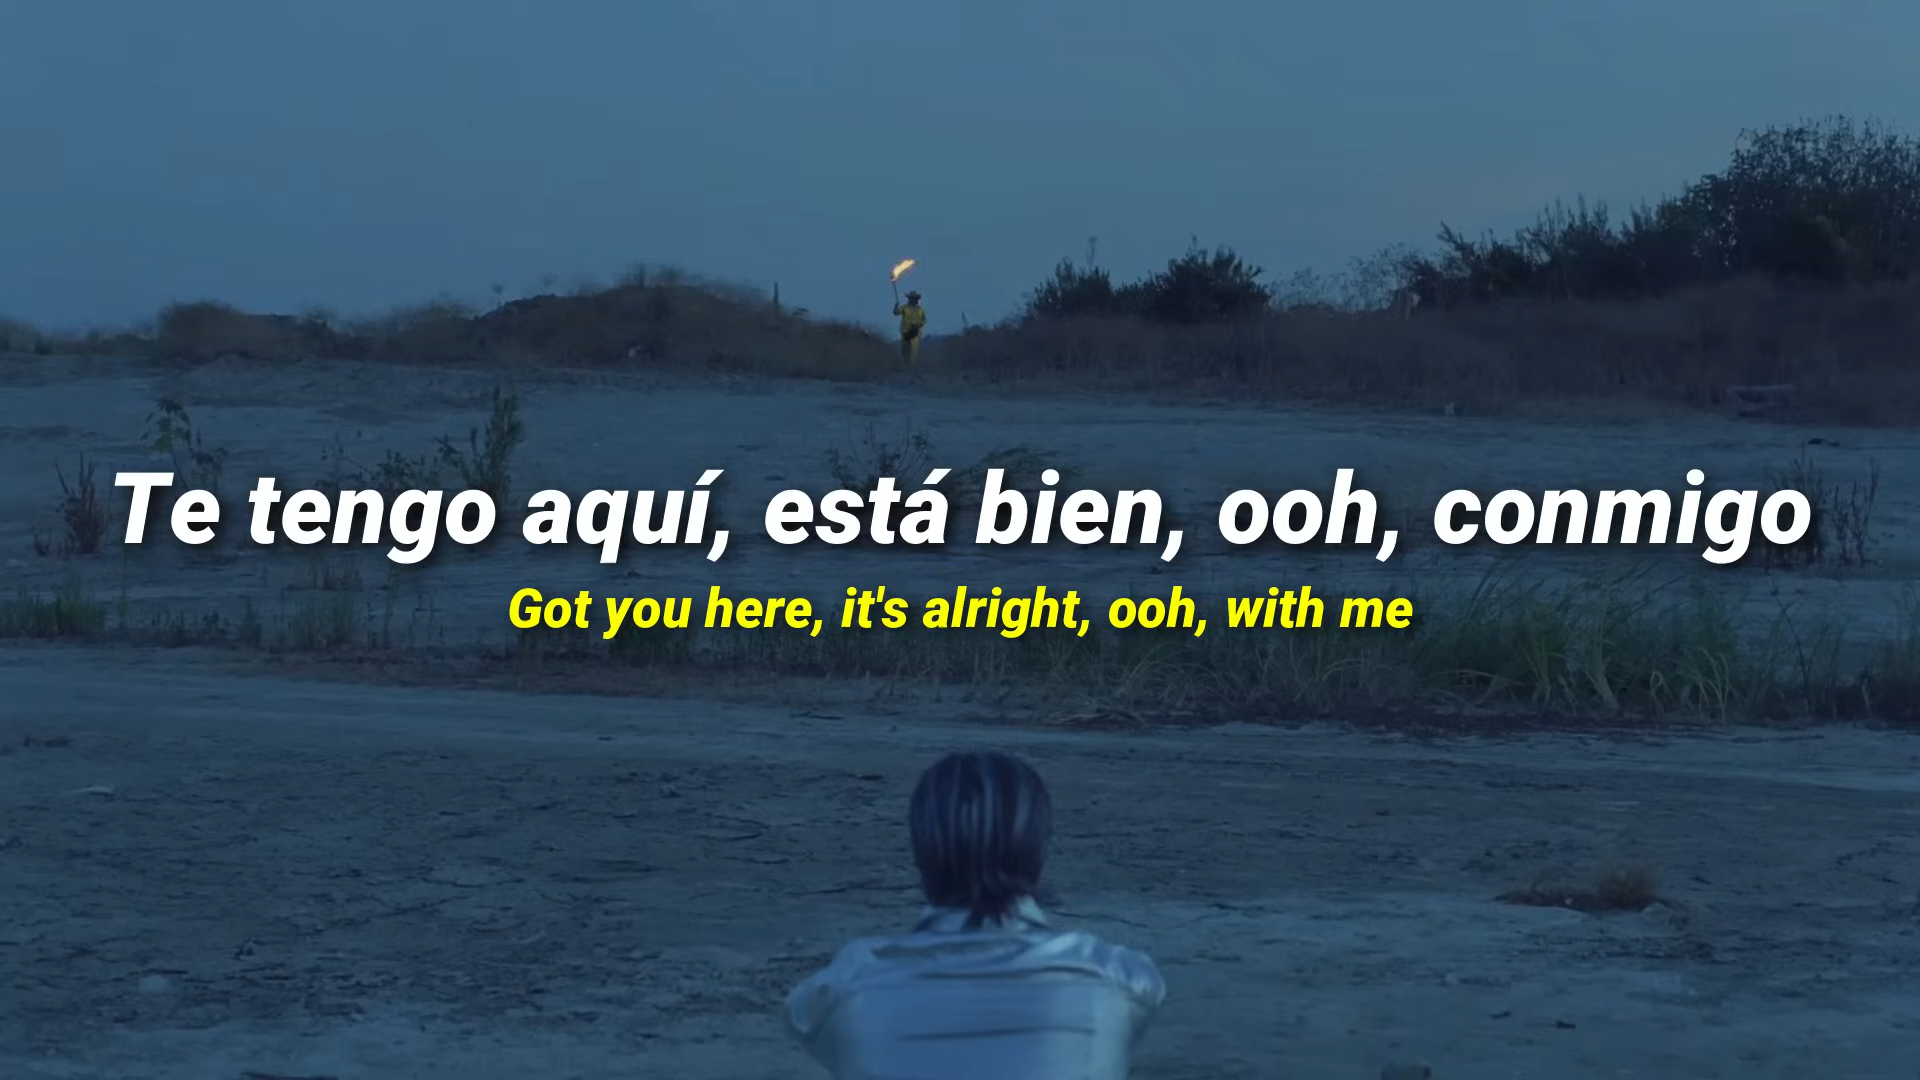 Te tengo aquí, está bien, ooh, conmigo
Got you here, it's alright, ooh, with me